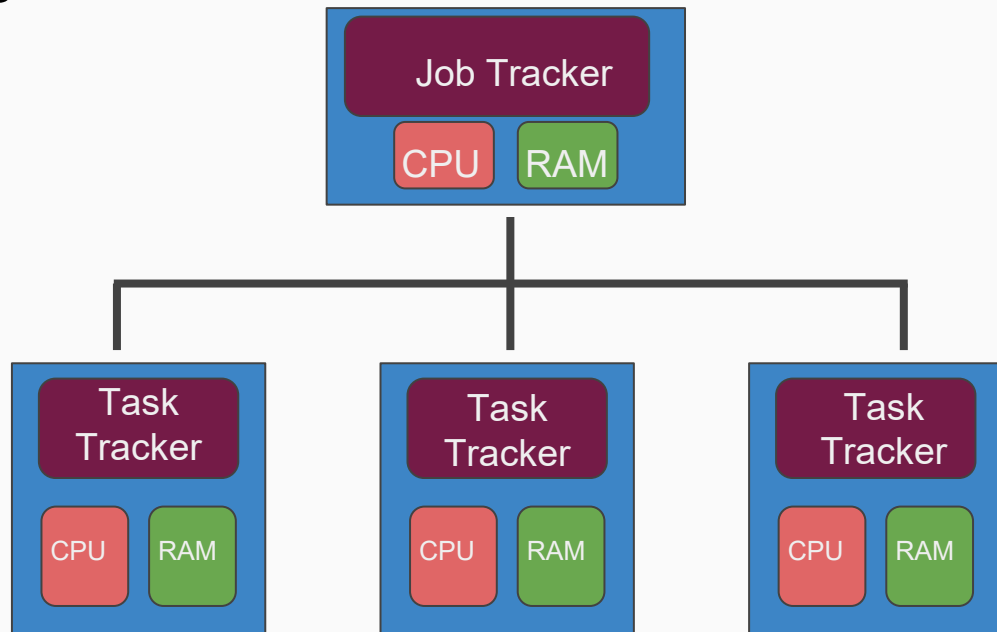 Job Tracker
CPU
RAM
Task
Tracker
Task
Tracker
Task
Tracker
CPU
RAM
CPU
RAM
CPU
RAM